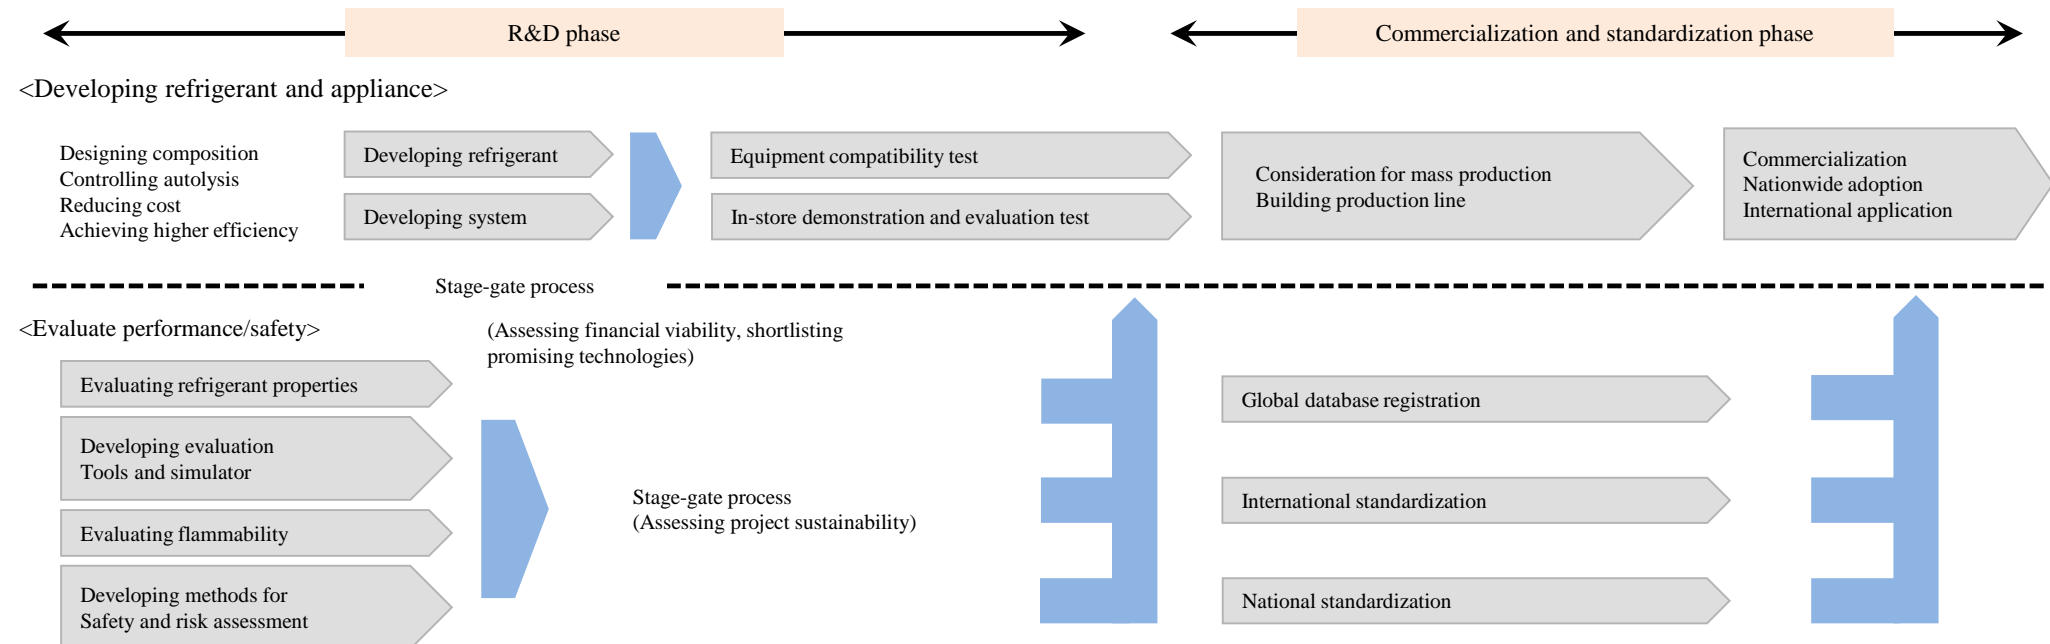 R&D phase
Commercialization and standardization phase
<Developing refrigerant and appliance>
Designing composition
Controlling autolysis
Reducing cost
Achieving higher efficiency
Developing refrigerant
Developing system
Equipment compatibility test
In-store demonstration and evaluation test
Consideration for mass production
Building production line
Commercialization
Nationwide adoption
International application
Stage-gate process
(Assessing financial viability, shortlisting
promising technologies)
<Evaluate performance/safety>
Evaluating refrigerant properties
Developing evaluation
Tools and simulator
Evaluating flammability
Developing methods for
Safety and risk assessment
Stage-gate process
(Assessing project sustainability)
Global database registration
International standardization
National standardization